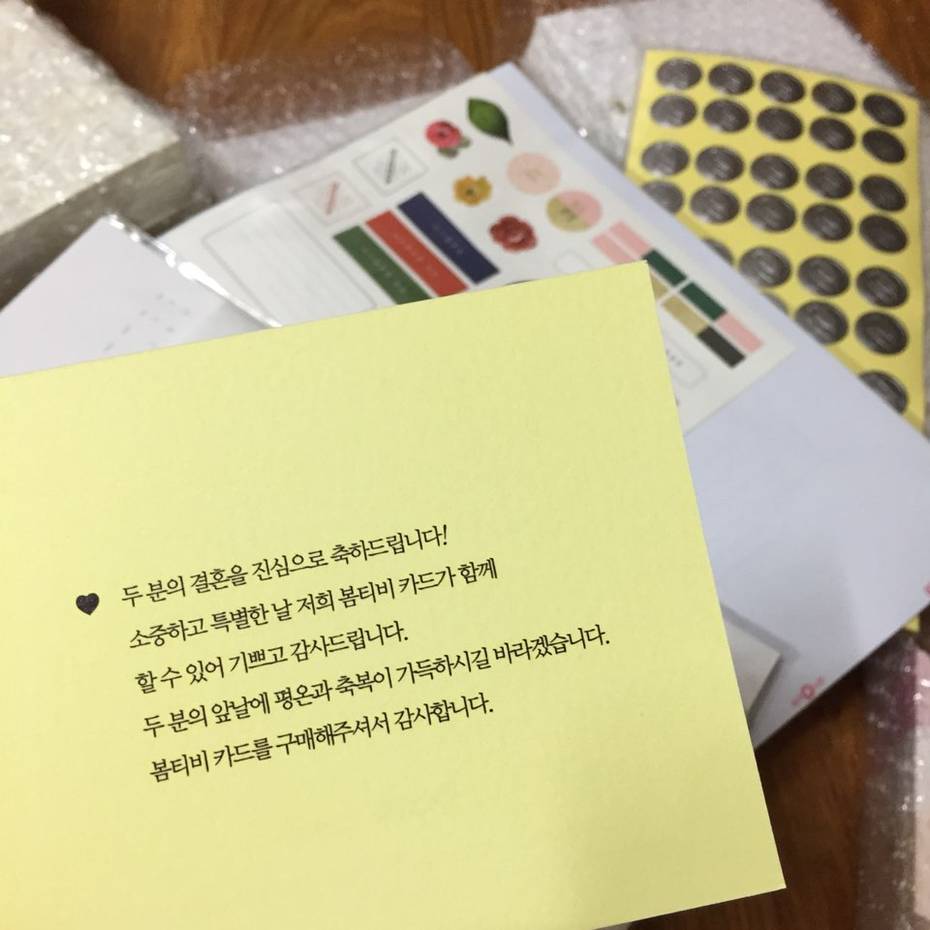 두 분의 결혼을 진심으로 축하드립니다!
소중하고 특별한 날 저희 봄티비 카드가 함께
할 수 있어 기쁘고 감사드립니다.
두 분의 앞날에 평온과 축복이 가득하시길 바라겠습니다.
봄티비 카드를 구매해주셔서 감사합니다.